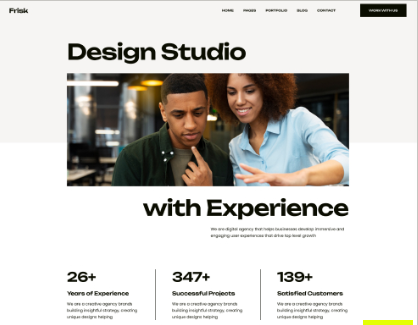 Frisk
HOME PAGES PORTFOLIO BLOG CONTACT
WORK WITH US
Design Studio
with Experience
We are digital agency that helps businesses develop immersive and
engaging user experiences that drive top level growth
26+
Years of Experience
We are a creative agency brands
building insightful strategy, creating
unique designs helping
347+
Successful Projects
We are a creative agency brands
building insightful strategy, creating
unique designs helping
139+
Satisfied Customers
We are a creative agency brands
building insightful strategy, creating
unique designs helping